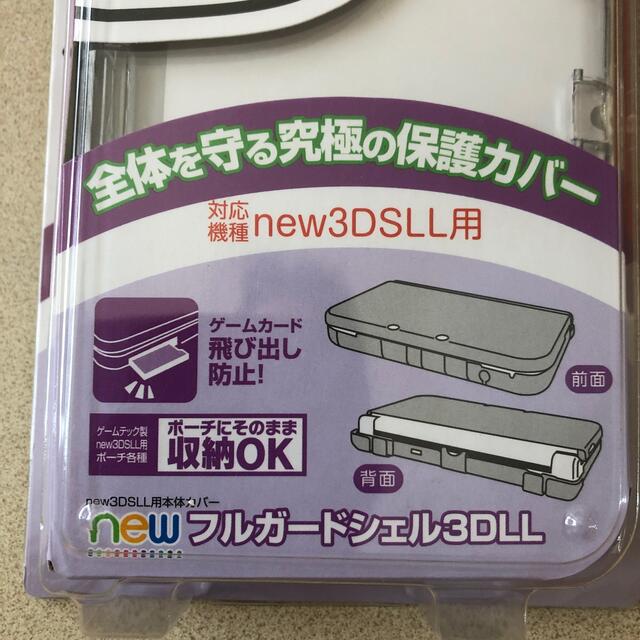 全体を守る究極の保護カバー
対応
機種
new3DSLL用
ゲームカード
飛び出し
防止!
前面
ゲームテック製
new3DSLL用
ポーチ各種
ポーチにそのまま
収納OK
背面
new3DSLL用本体カバー
new フルガードシェル3DLL